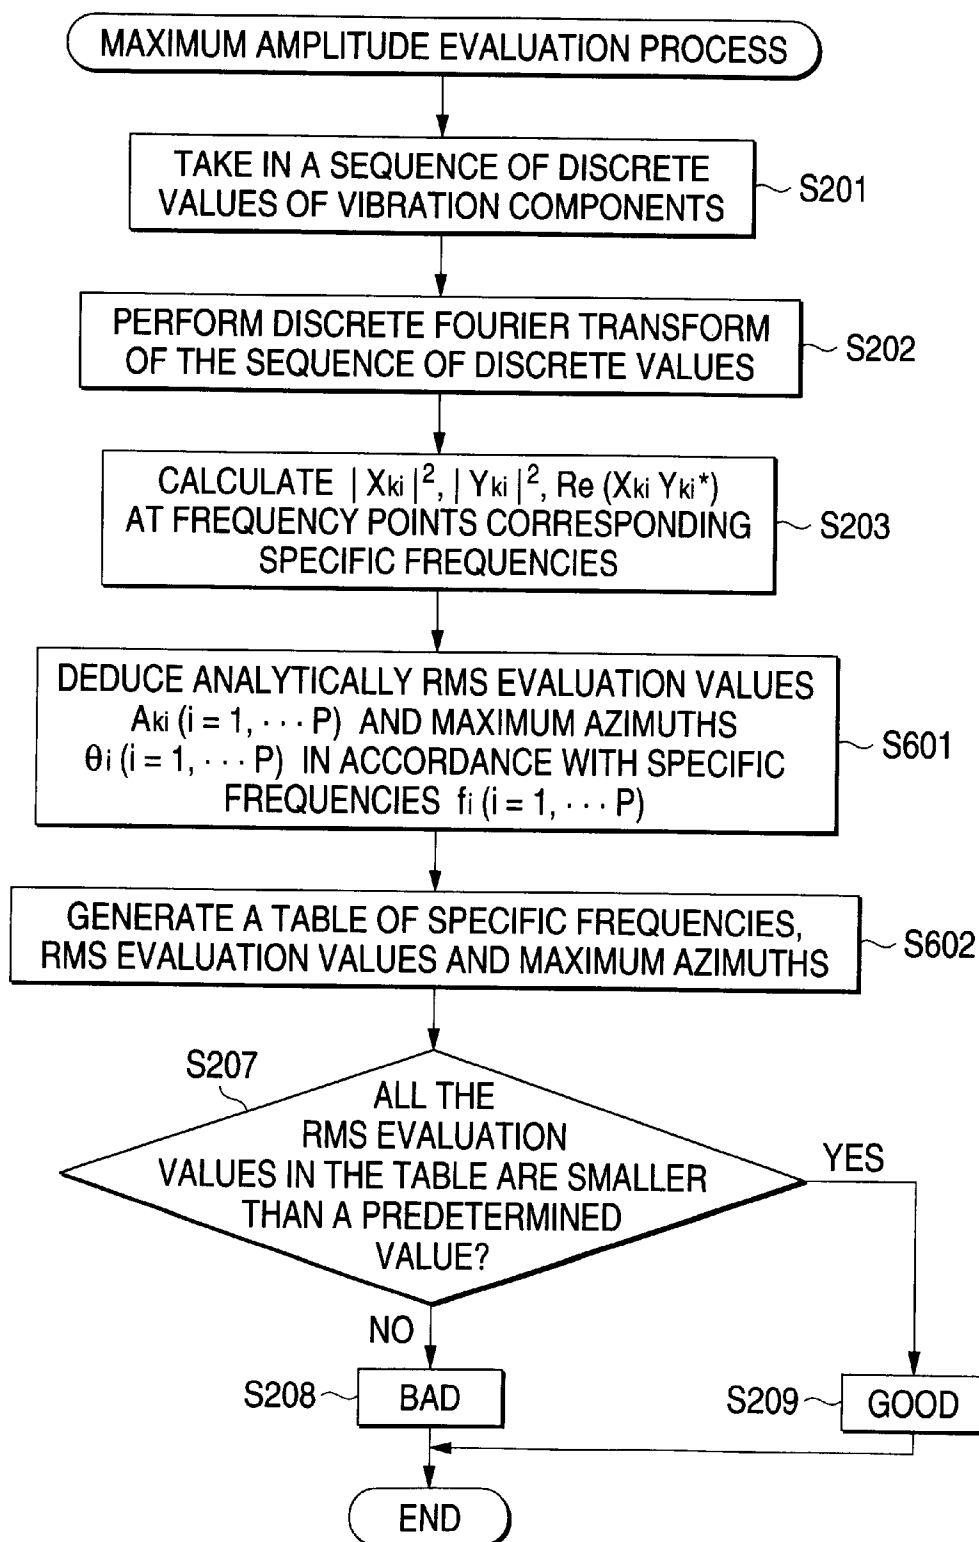 MAXIMUM AMPLITUDE EVALUATION PROCESS
TAKE IN A SEQUENCE OF DISCRETE
VALUES OF VIBRATION COMPONENTS
S201
PERFORM DISCRETE FOURIER TRANSFORM
OF THE SEQUENCE OF DISCRETE VALUES
S202
CALCULATE | Xki |², | Yki |², Re (Xki Yki*)
AT FREQUENCY POINTS CORRESPONDING
SPECIFIC FREQUENCIES
S203
DEDUCE ANALYTICALLY RMS EVALUATION VALUES
Aki (i = 1, ··· P) AND MAXIMUM AZIMUTHS
θi (i = 1, ··· P) IN ACCORDANCE WITH SPECIFIC
FREQUENCIES fi (i = 1, ··· P)
S601
GENERATE A TABLE OF SPECIFIC FREQUENCIES,
RMS EVALUATION VALUES AND MAXIMUM AZIMUTHS
S602
S207
ALL THE
RMS EVALUATION
VALUES IN THE TABLE ARE SMALLER
THAN A PREDETERMINED
VALUE?
YES
NO
S208
BAD
S209
GOOD
END